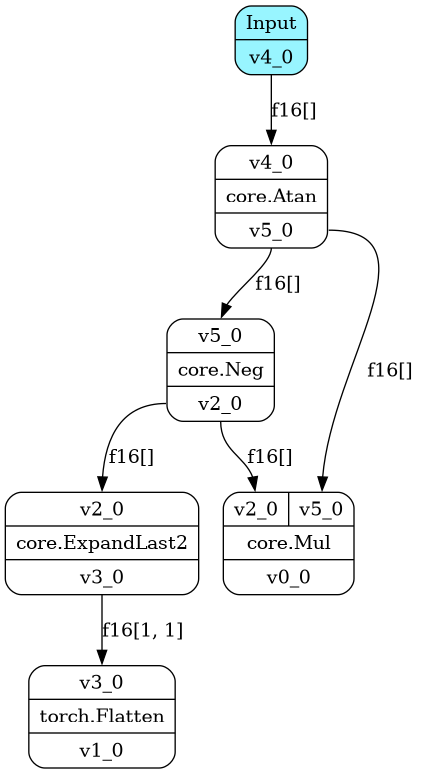 Input
v4_0
f16[]
v4_0
core.Atan
v5_0
f16[]
v5_0
core.Neg
v2_0
f16[]
f16[]
f16[]
v2_0
core.ExpandLast2
v3_0
v2_0 v5_0
core.Mul
v0_0
f16[1, 1]
v3_0
torch.Flatten
v1_0